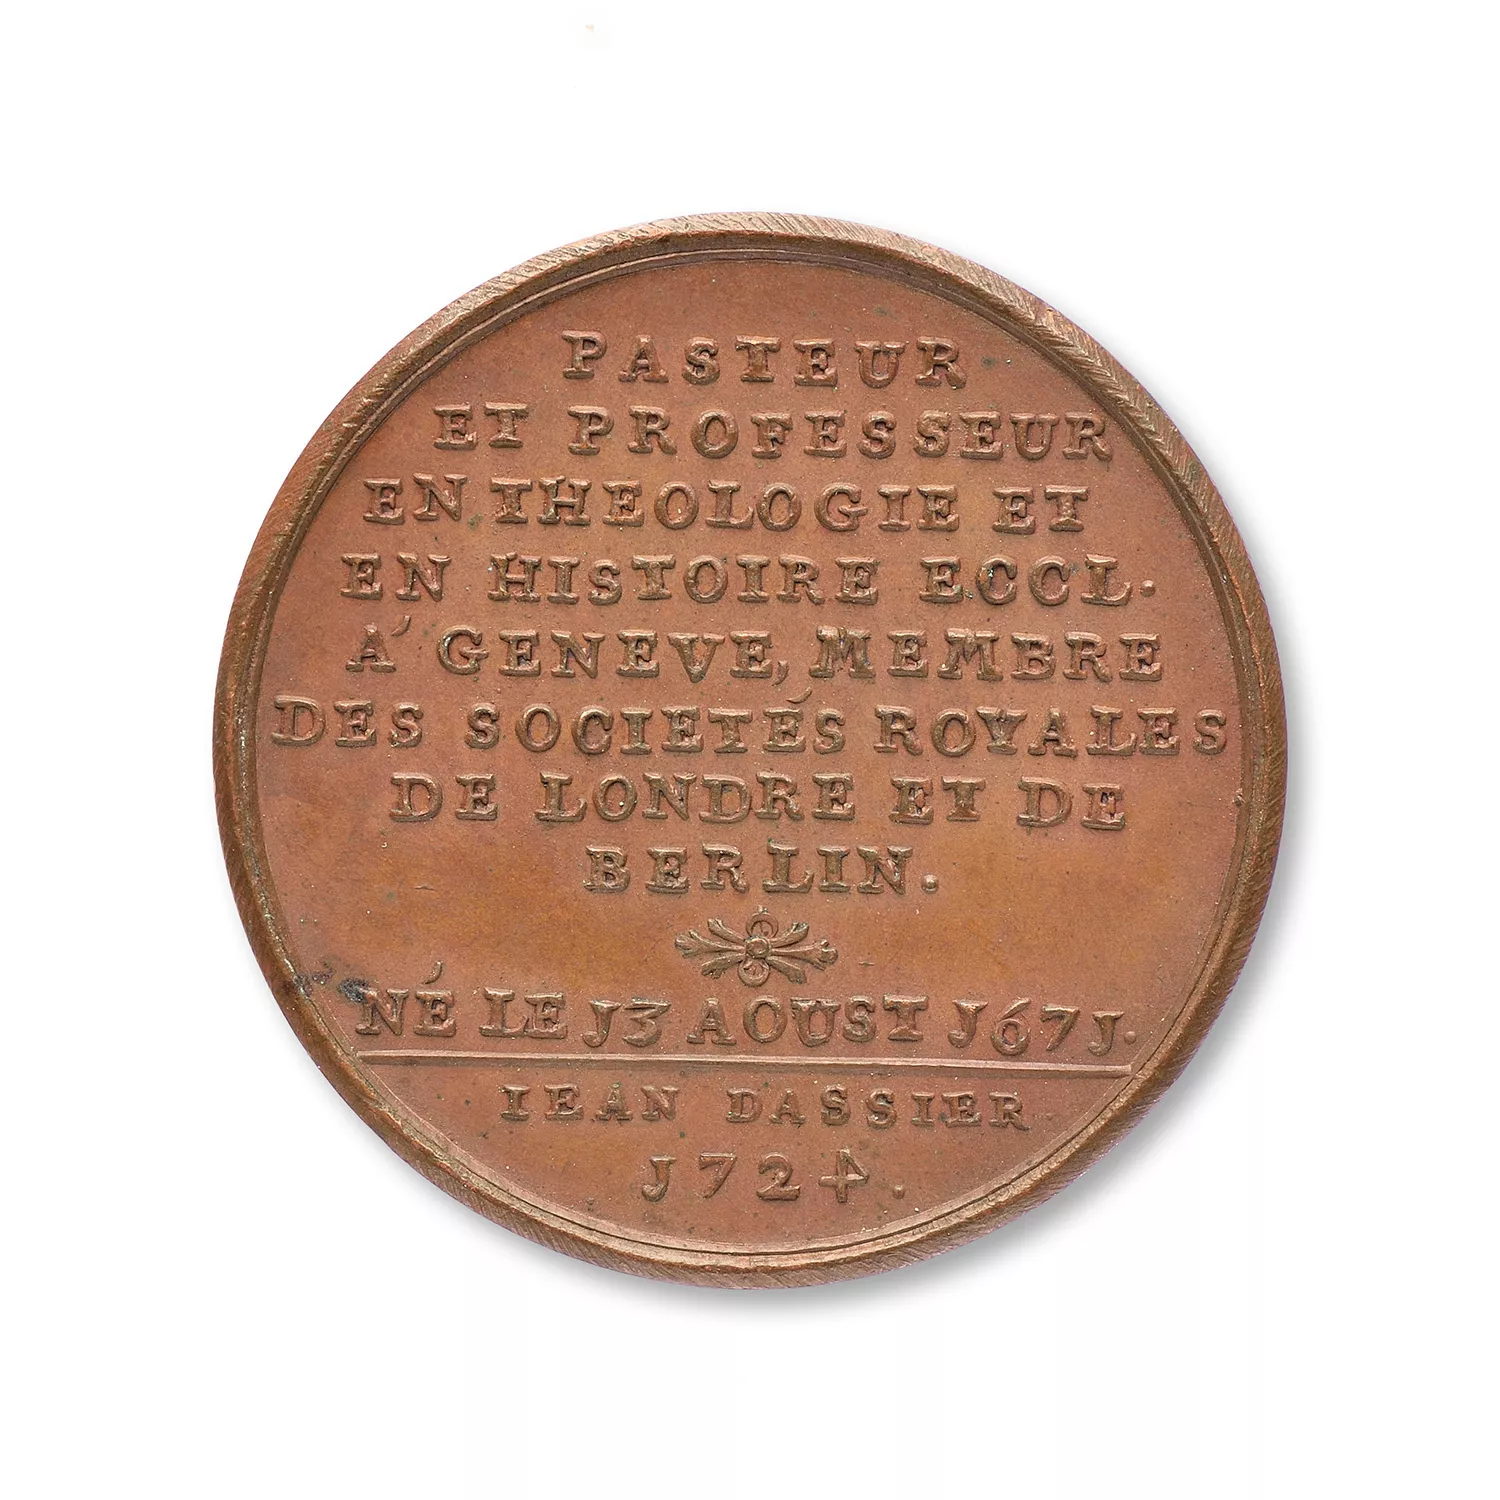 PASTEUR
ET PROFESSEUR
EN THEOLOGIE ET
EN HISTOIRE ECCL.
Á GENEVE, MEMBRE
DES SOCIETÉS ROYALES
DE LONDRE ET DE
BERLIN.
NÉ LE J3 AOUST J67J.
IEAN DASSIER
J724.